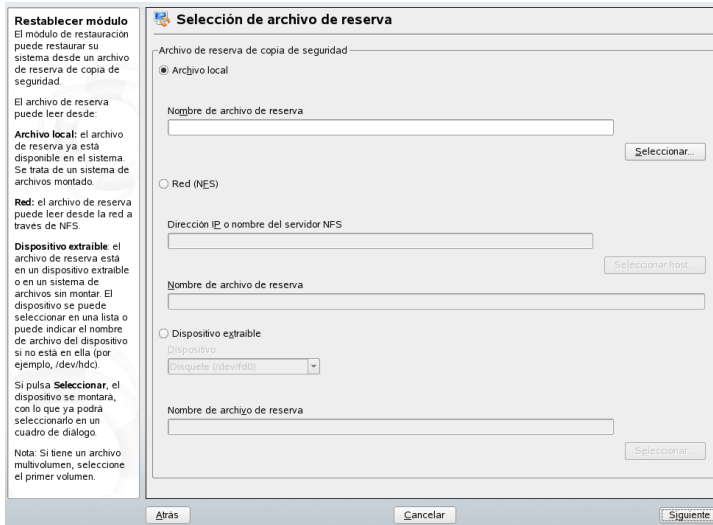 Restablecer módulo
El módulo de restauración
puede restaurar su
sistema desde un archivo
de reserva de copia de
seguridad.
El archivo de reserva
puede leer desde:
Archivo local: el archivo
de reserva ya está
disponible en el sistema.
Se trata de un sistema de
archivos montado.
Red: el archivo de reserva
puede leer desde la red a
través de NFS.
Dispositivo extraíble: el
archivo de reserva está
en un dispositivo extraíble
o en un sistema de
archivos sin montar. El
dispositivo se puede
seleccionar en una lista o
puede indicar el nombre
de archivo del dispositivo
si no está en ella (por
ejemplo, /dev/hdc).
Si pulsa Seleccionar, el
dispositivo se montará,
con lo que ya podrá
seleccionarlo en un
cuadro de diálogo.
Nota: Si tiene un archivo
multivolumen, seleccione
el primer volumen.
Selección de archivo de reserva
Archivo de reserva de copia de seguridad
Archivo local
Nombre de archivo de reserva
Seleccionar...
Red (NFS)
Dirección IP o nombre del servidor NFS
Seleccionar host...
Nombre de archivo de reserva
Dispositivo extraíble
Dispositivo
Disquete (/dev/fd0)
Nombre de archivo de reserva
Seleccionar...
Atrás
Cancelar
Siguiente